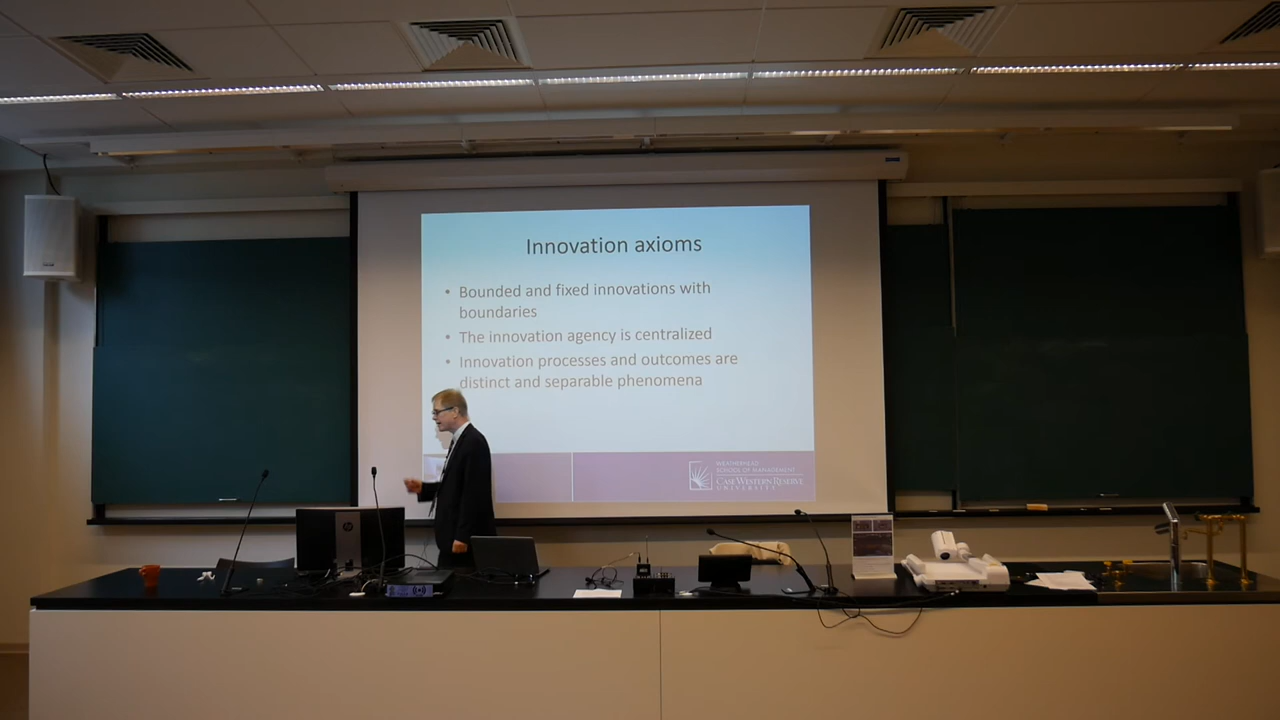 Innovation axioms
• Bounded and fixed innovations with
boundaries
• The innovation agency is centralized
• Innovation processes and outcomes are
distinct and separable phenomena
WEATHERHEAD
SCHOOL OF MANAGEMENT
CASE WESTERN RESERVE
UNIVERSITY
hp